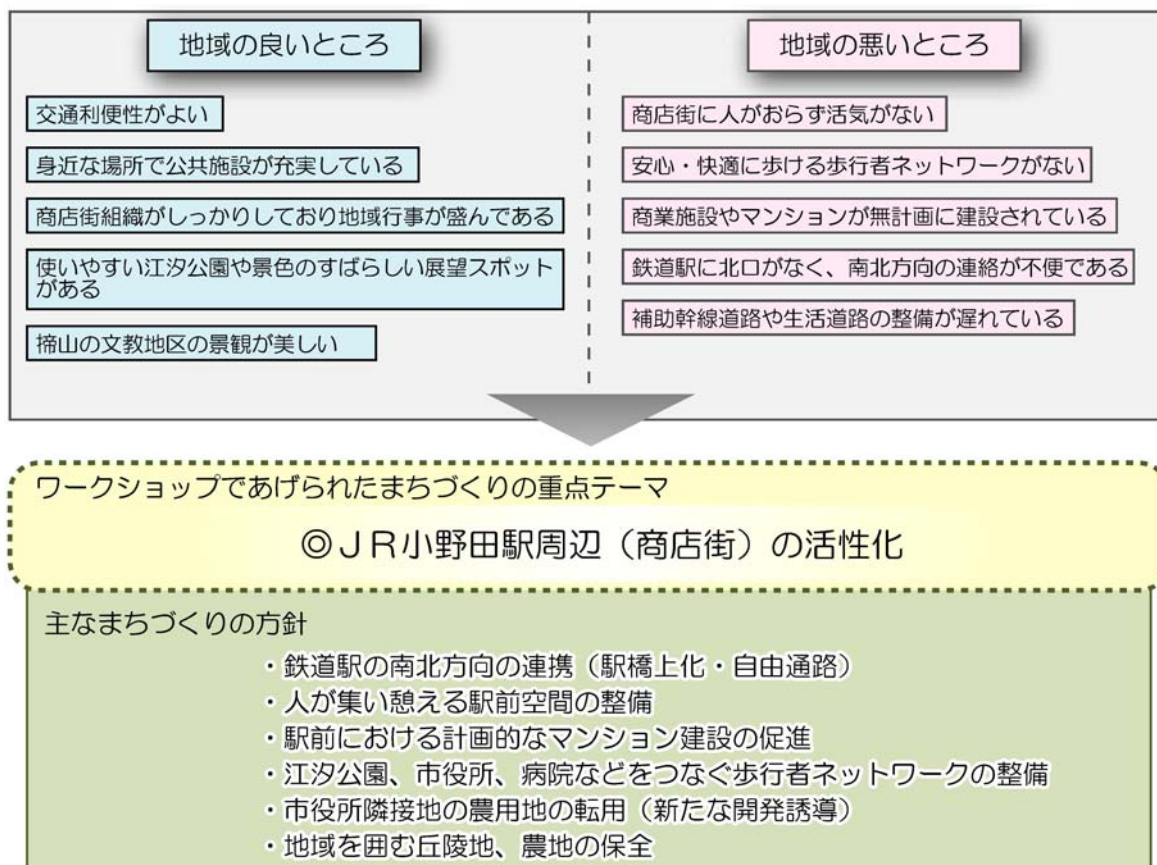 地域の良いところ
交通利便性がよい
身近な場所で公共施設が充実している
商店街組織がしっかりしており地域行事が盛んである
使いやすい江汐公園や景色のすばらしい展望スポット
がある
揥山の文教地区の景観が美しい
地域の悪いところ
商店街に人がおらず活気がない
安心・快適に歩ける歩行者ネットワークがない
商業施設やマンションが無計画に建設されている
鉄道駅に北口がなく、南北方向の連絡が不便である
補助幹線道路や生活道路の整備が遅れている
ワークショップであげられたまちづくりの重点テーマ
◎JR小野田駅周辺（商店街）の活性化
主なまちづくりの方針
・鉄道駅の南北方向の連携（駅橋上化・自由通路）
・人が集い憩える駅前空間の整備
・駅前における計画的なマンション建設の促進
・江汐公園、市役所、病院などをつなぐ歩行者ネットワークの整備
・市役所隣接地の農用地の転用（新たな開発誘導）
・地域を囲む丘陵地、農地の保全